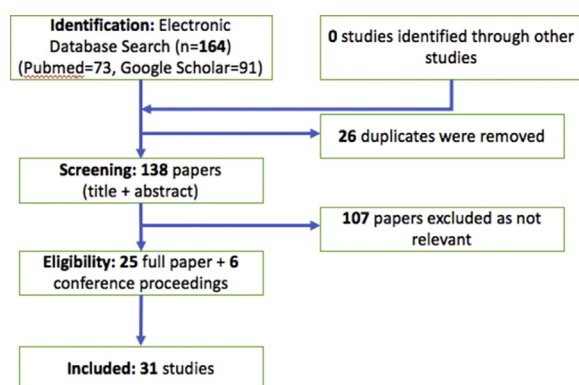 Identification: Electronic
Database Search (n=164)
(Pubmed=73, Google Scholar=91)
0 studies identified through other
studies
26 duplicates were removed
Screening: 138 papers
(title + abstract)
107 papers excluded as not
relevant
Eligibility: 25 full paper + 6
conference proceedings
Included: 31 studies